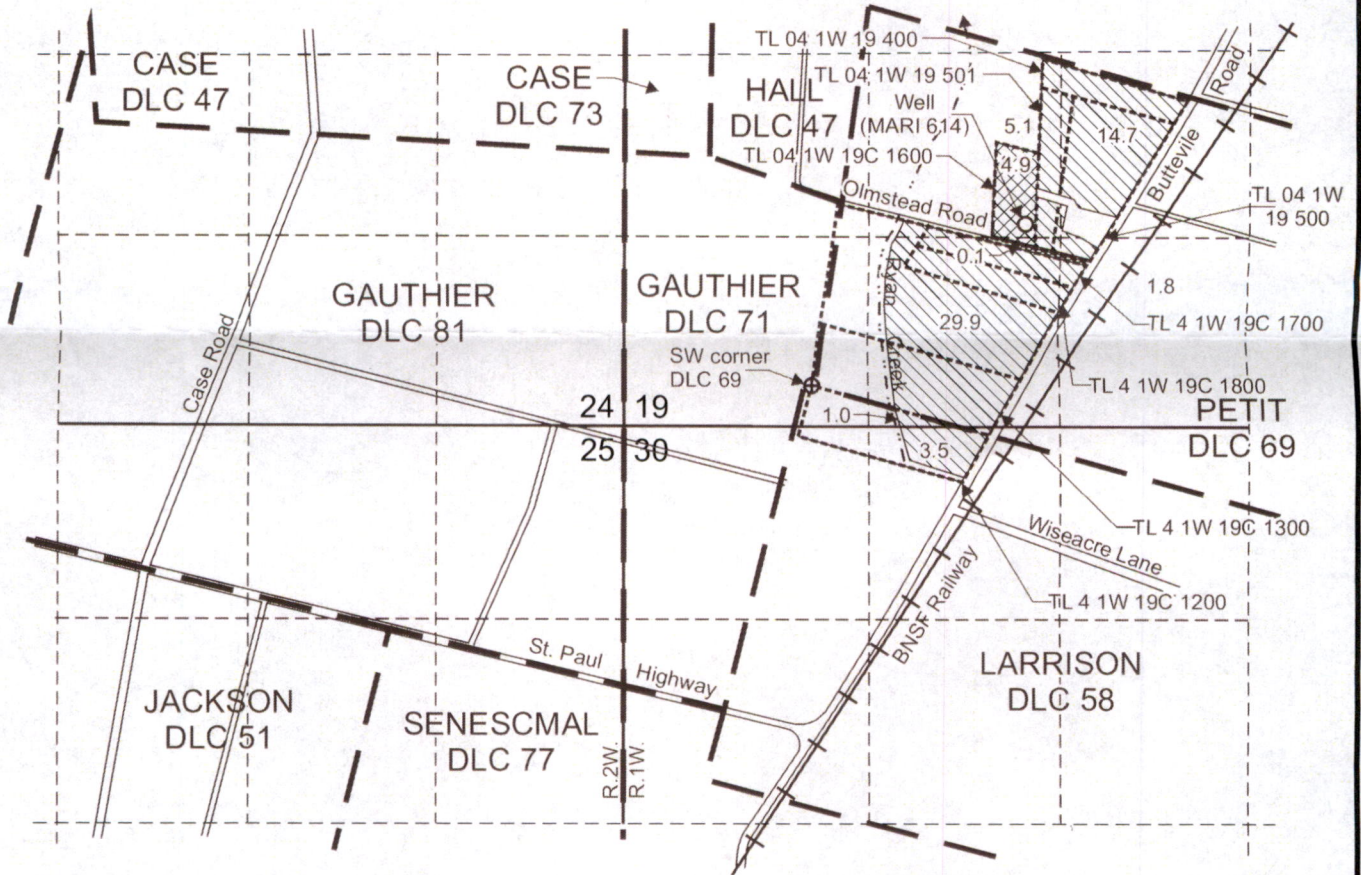 TL 04 1W 19 400
CASE
DLC 47
CASE
DLC 73
HALL
DLC 47
TL 04 1W 19 501
Well
(MARI 614)
TL 04 1W 19C 1600
5.1
14.7
4.9
Buttevile Road
TL 04 1W
19 500
Olmstead Road
0.1
1.8
GAUTHIER
DLC 81
GAUTHIER
DLC 71
Ryan Creek
29.9
TL 4 1W 19C 1700
Case Road
SW corner
DLC 69
TL 4 1W 19C 1800
PETIT
DLC 69
24 19
25 30
1.0
3.5
TL 4 1W 19C 1300
Wiseacre Lane
TL 4 1W 19C 1200
BNSF Railway
St. Paul Highway
LARRISON
DLC 58
JACKSON
DLC 51
SENESCMAL
DLC 77
R.2W.
R.1W.